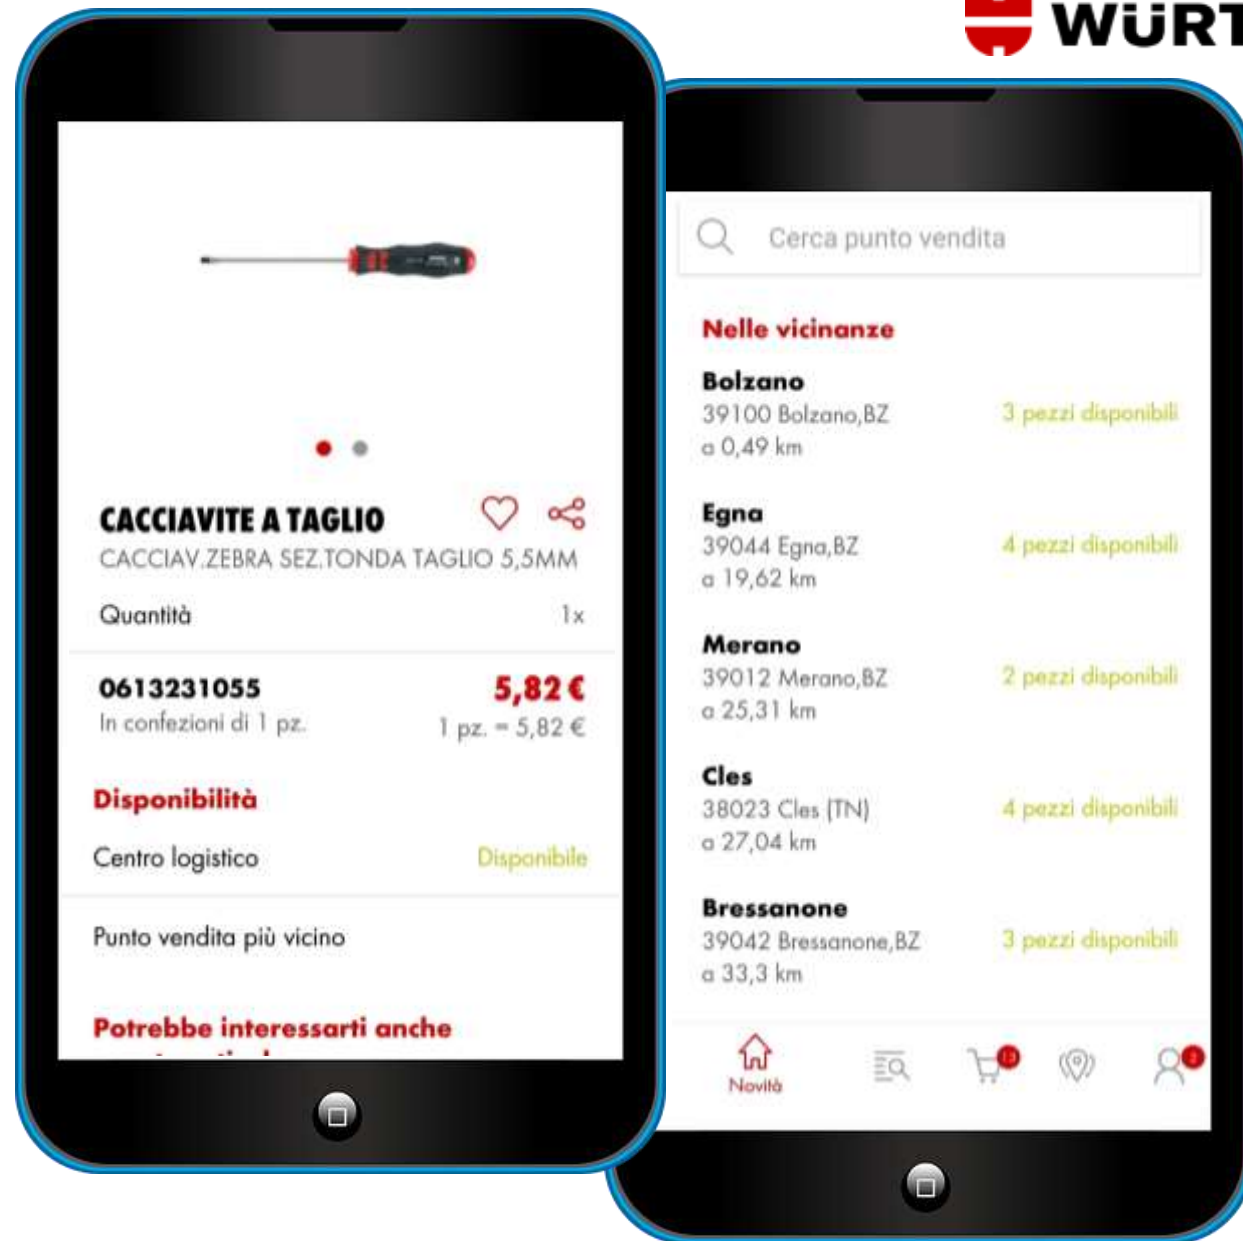 WÜRT
CACCIAVITE A TAGLIO
CACCIAV.ZEBRA SEZ.TONDA TAGLIO 5,5MM
Quantità 1x
0613231055 5,82 €
In confezioni di 1 pz. 1 pz. = 5,82 €
Disponibilità
Centro logistico Disponibile
Punto vendita più vicino
Potrebbe interessarti anche
Cerca punto vendita
Nelle vicinanze
Bolzano
39100 Bolzano,BZ 3 pezzi disponibili
a 0,49 km
Egna
39044 Egna,BZ 4 pezzi disponibili
a 19,62 km
Merano
39012 Merano,BZ 2 pezzi disponibili
a 25,31 km
Cles
38023 Cles (TN) 4 pezzi disponibili
a 27,04 km
Bressanone
39042 Bressanone,BZ 3 pezzi disponibili
a 33,3 km
13 2
Novità